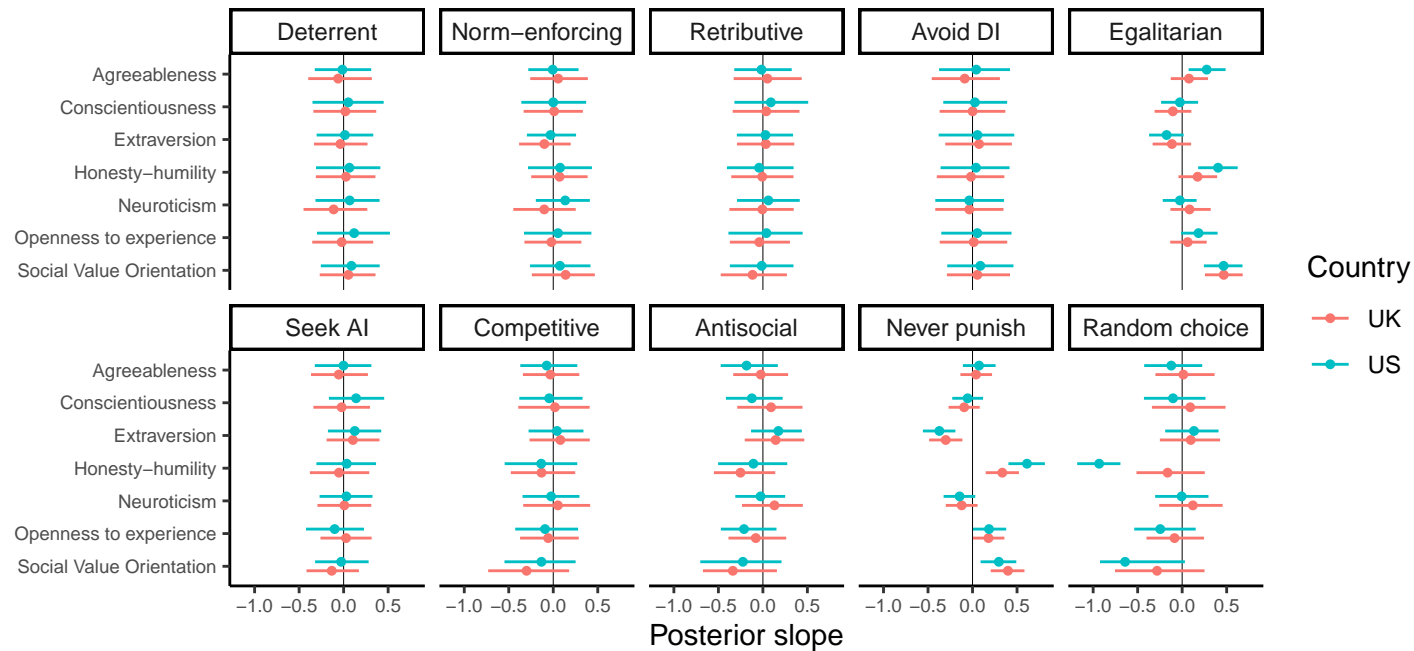 Deterrent Norm−enforcing Retributive Avoid DI Egalitarian
Agreeableness
Conscientiousness
Extraversion
Honesty−humility
Neuroticism
Openness to experience
Social Value Orientation
Seek AI Competitive Antisocial Never punish Random choice
Agreeableness
Conscientiousness
Extraversion
Honesty−humility
Neuroticism
Openness to experience
Social Value Orientation
−1.0 −0.5 0.0 0.5 −1.0 −0.5 0.0 0.5 −1.0 −0.5 0.0 0.5 −1.0 −0.5 0.0 0.5 −1.0 −0.5 0.0 0.5
Posterior slope
Country
UK
US